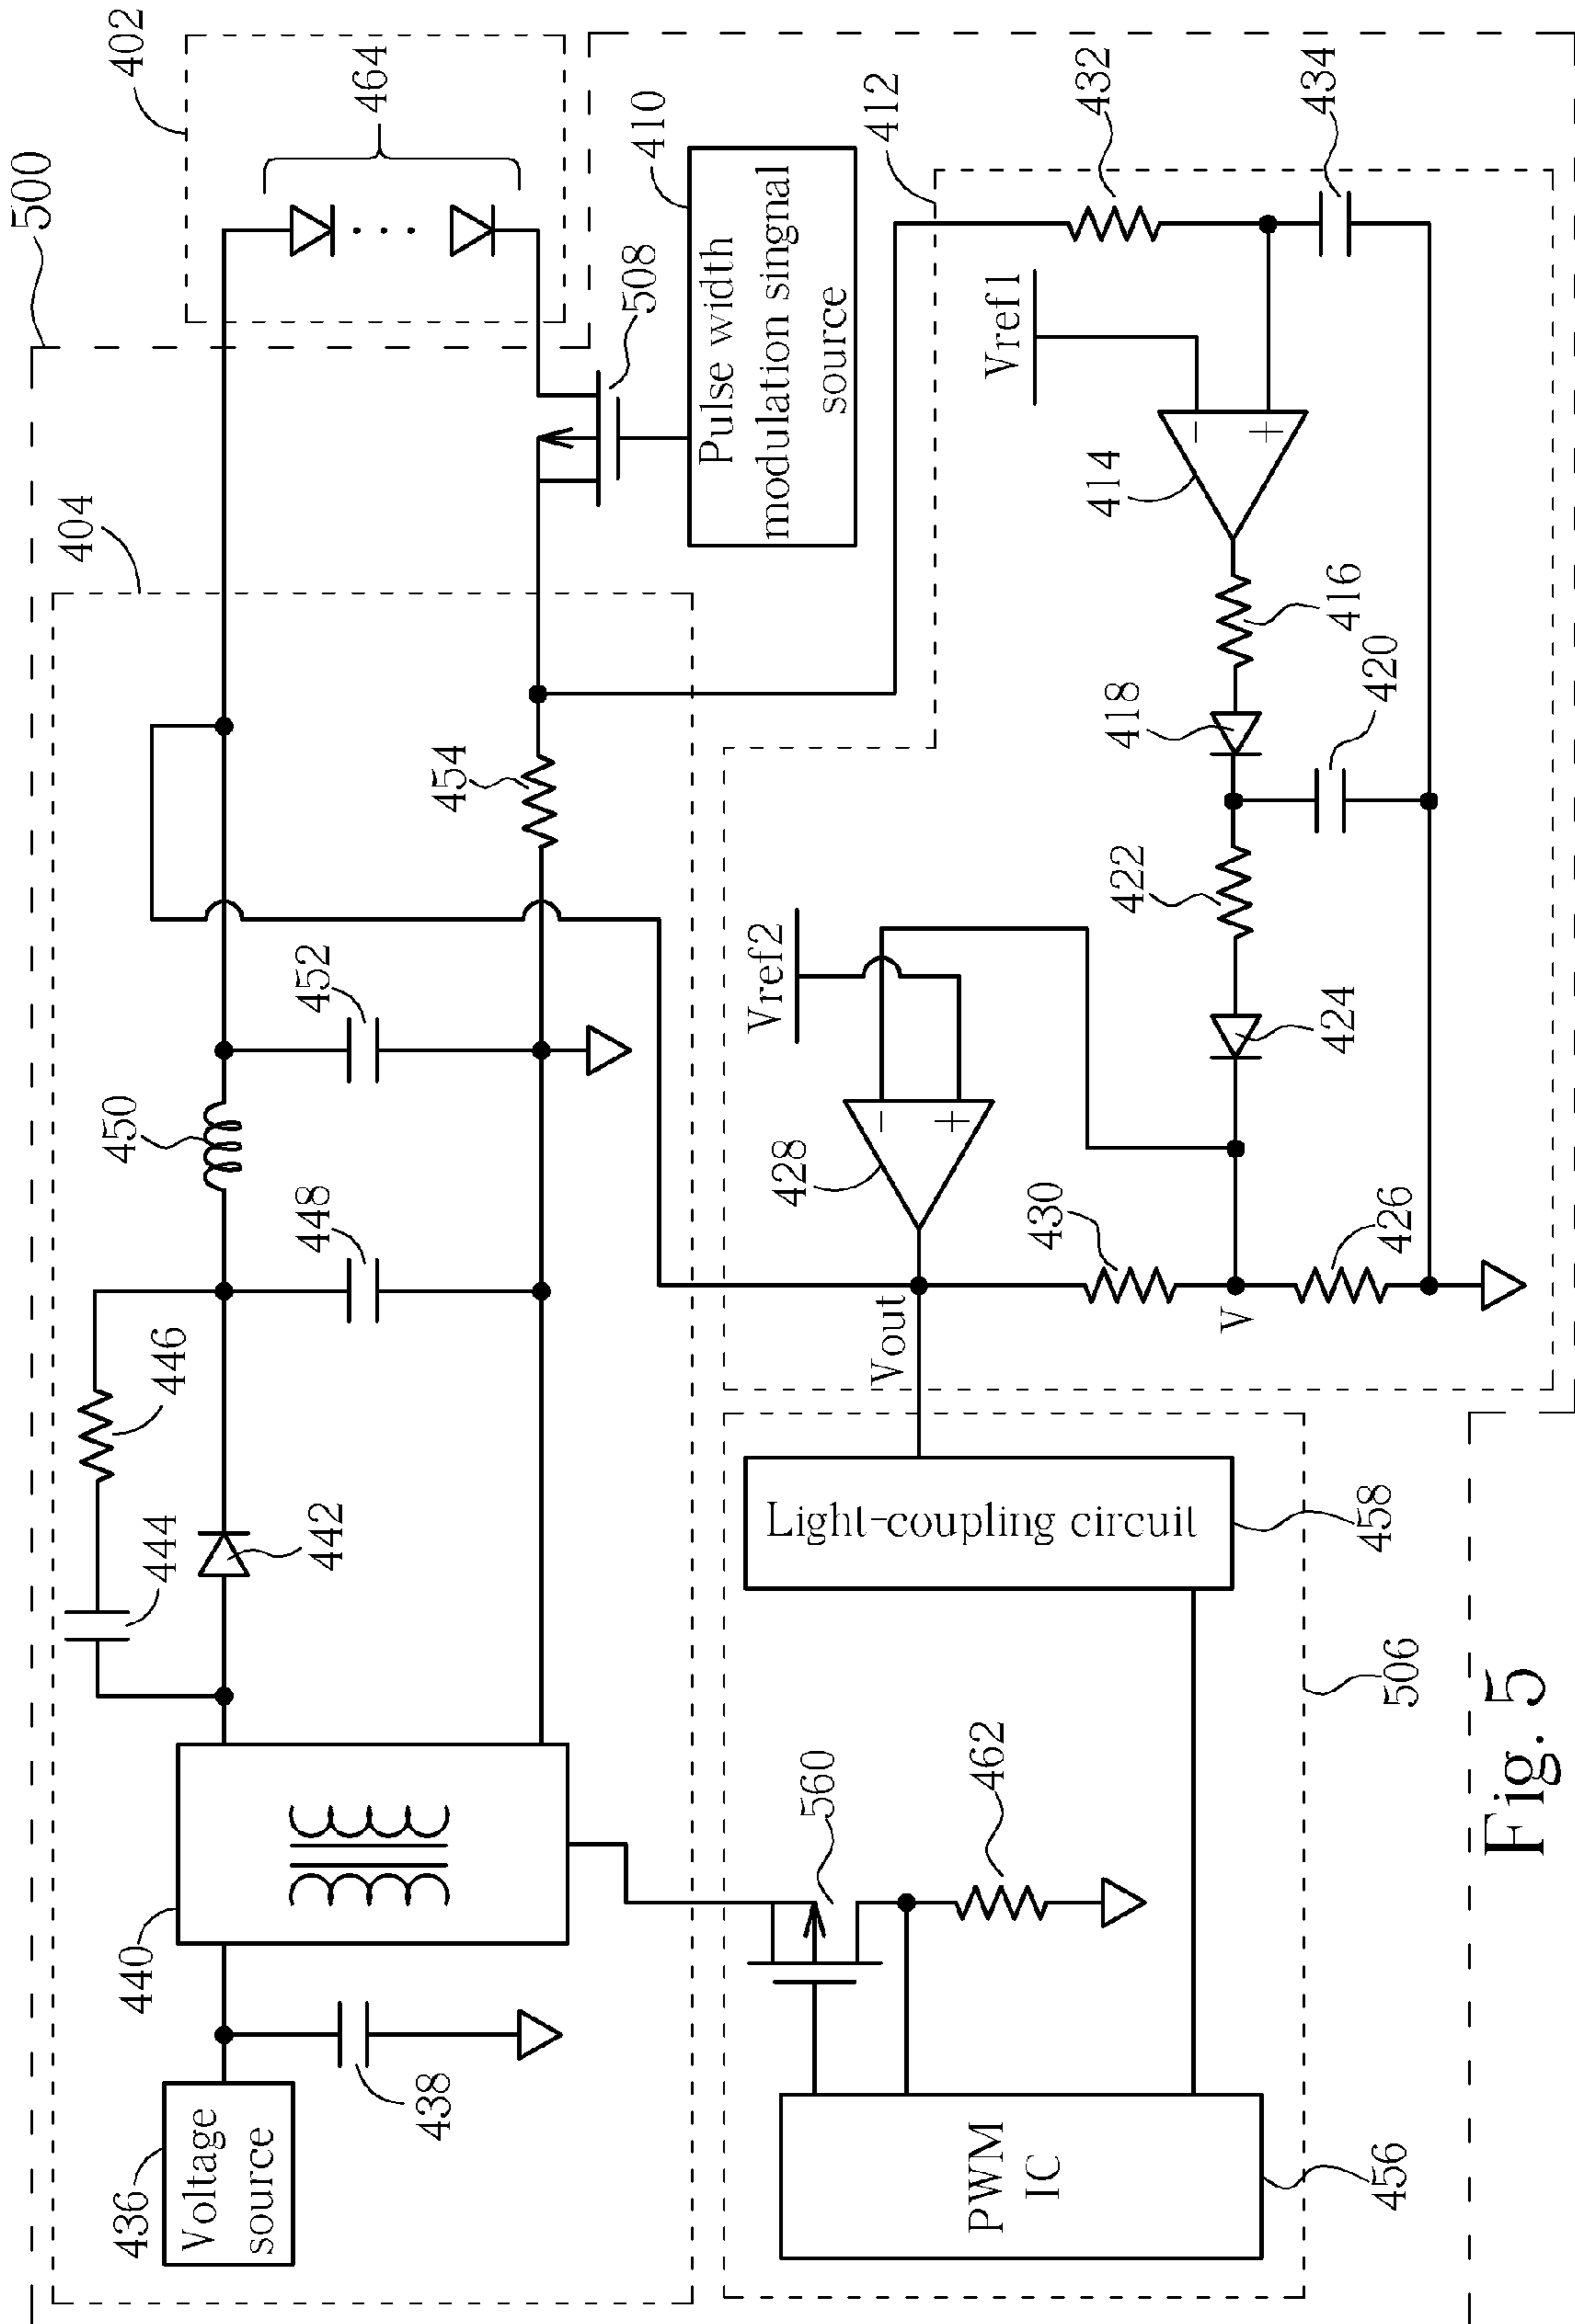 500
402
464
404
436
Voltage
source
438
440
444
446
442
448
450
452
454
508
410
Pulse width
modulation singnal
source
412
432
434
Vref1
414
416
418
420
422
424
Vref2
428
430
426
V
Vout
Light-coupling circuit
458
506
560
462
PWM
IC
456
Fig. 5